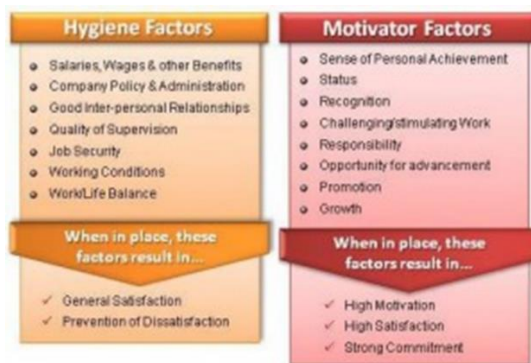 Hygiene Factors
Salaries, Wages & other Benefits
Company Policy & Administration
Good Inter-personal Relationships
Quality of Supervision
Job Security
Working Conditions
Work/Life Balance
When in place, these
factors result in...
General Satisfaction
Prevention of Dissatisfaction
Motivator Factors
Sense of Personal Achievement
Status
Recognition
Challenging/stimulating Work
Responsibility
Opportunity for advancement
Promotion
Growth
When in place, these
factors result in...
High Motivation
High Satisfaction
Strong Commitment